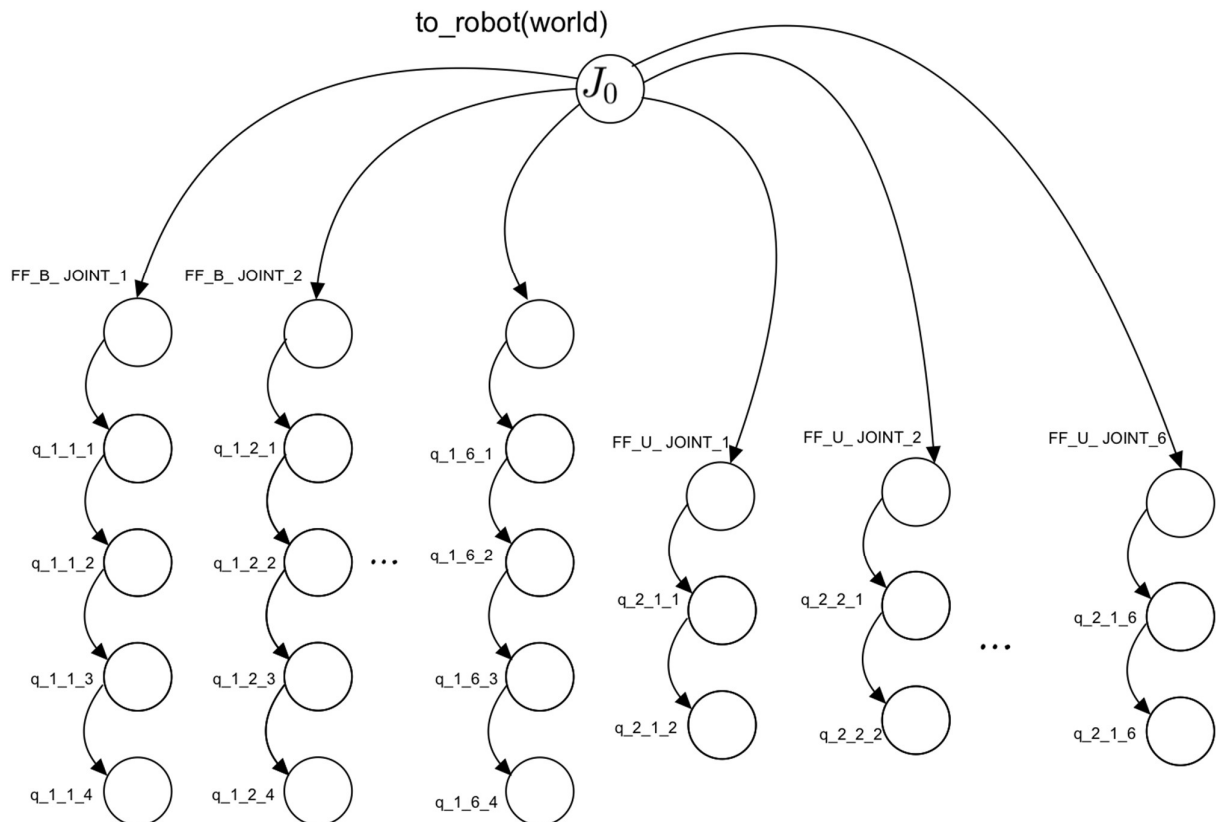 to_robot(world)
J_0
FF_B_ JOINT_1
FF_B_ JOINT_2
FF_U_ JOINT_1
FF_U_ JOINT_2
FF_U_ JOINT_6
q_1_1_1
q_1_2_1
q_1_6_1
q_1_1_2
q_1_2_2
...
q_1_6_2
q_2_1_1
q_2_2_1
...
q_2_1_6
q_1_1_3
q_1_2_3
q_1_6_3
q_2_1_2
q_2_2_2
q_2_1_6
q_1_1_4
q_1_2_4
q_1_6_4